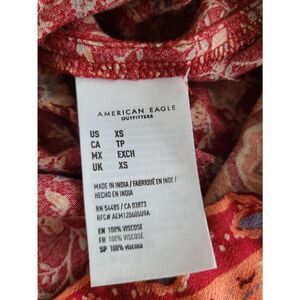 AMERICAN EAGLE
OUTFITTERS
US XS
CA TP
MX EXCH
UK XS
MADE IN INDIA / FABRIQUÉ EN INDE /
HECHO EN INDIA
RN 54485 / CA 03873
RFC# AEM120605U9A
EN 100% VISCOSE
FR 100% VISCOSE
SP 100% viscosa